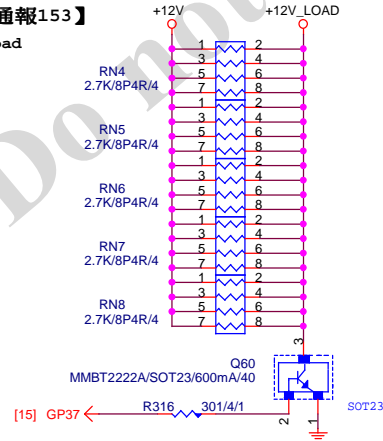 通報153】
+12V
+12V_LOAD
oad
1 2
3 4
RN4
5 6
2.7K/8P4R/4
7 8
1 2
3 4
RN5
5 6
2.7K/8P4R/4
7 8
1 2
3 4
RN6
5 6
2.7K/8P4R/4
7 8
1 2
3 4
RN7
5 6
2.7K/8P4R/4
7 8
1 2
3 4
RN8
5 6
2.7K/8P4R/4
7 8
3
Q60
MMBT2222A/SOT23/600mA/40
SOT23
[15] GP37
R316
301/4/1
2
1
Do not